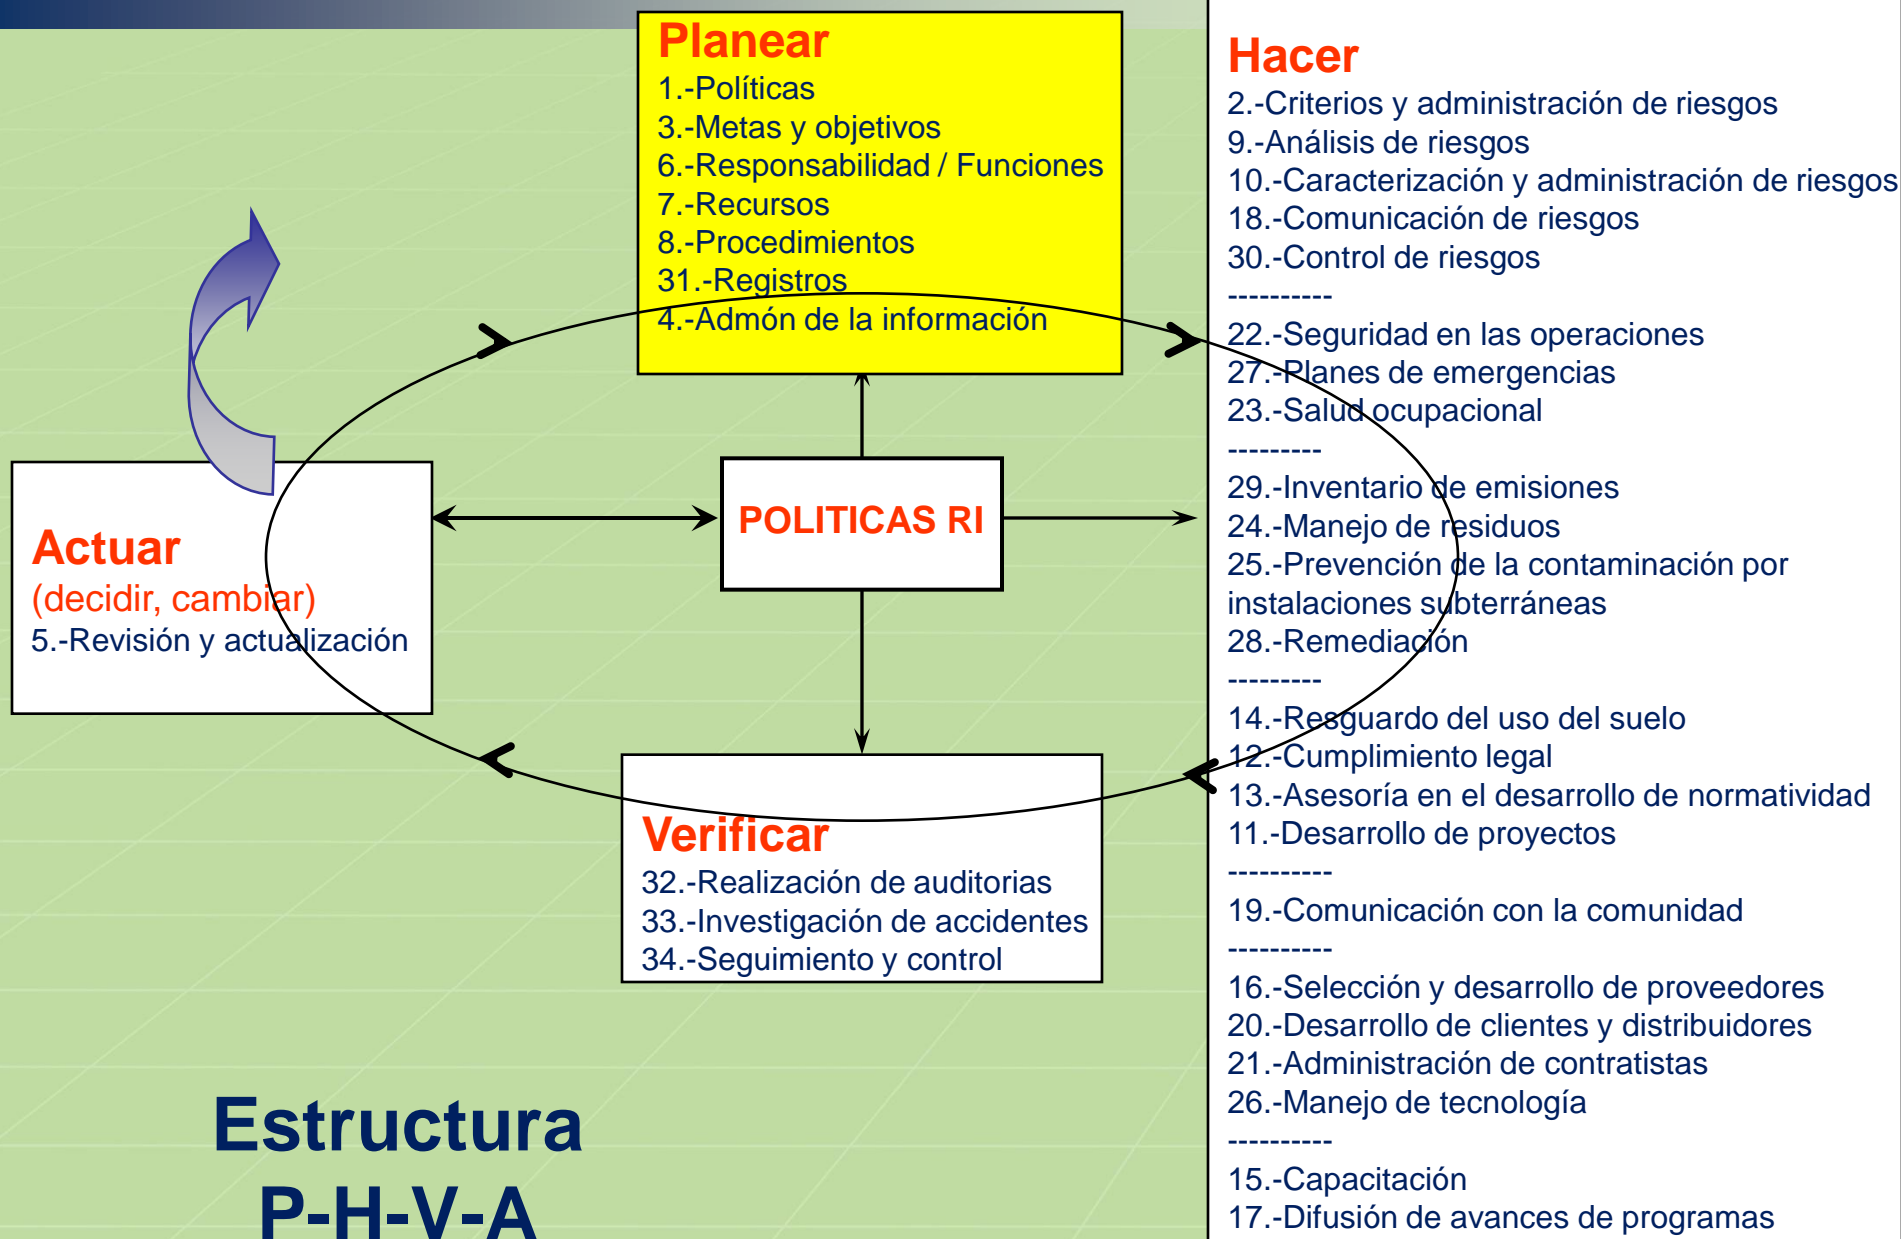 Planear
1.-Políticas
3.-Metas y objetivos
6.-Responsabilidad / Funciones
7.-Recursos
8.-Procedimientos
31.-Registros
4.-Admón de la información
Hacer
2.-Criterios y administración de riesgos
9.-Análisis de riesgos
10.-Caracterización y administración de riesgos
18.-Comunicación de riesgos
30.-Control de riesgos
----------
22.-Seguridad en las operaciones
27.-Planes de emergencias
23.-Salud ocupacional
---------
29.-Inventario de emisiones
24.-Manejo de residuos
25.-Prevención de la contaminación por
instalaciones subterráneas
28.-Remediación
---------
14.-Resguardo del uso del suelo
12.-Cumplimiento legal
13.-Asesoría en el desarrollo de normatividad
11.-Desarrollo de proyectos
----------
19.-Comunicación con la comunidad
----------
16.-Selección y desarrollo de proveedores
20.-Desarrollo de clientes y distribuidores
21.-Administración de contratistas
26.-Manejo de tecnología
----------
15.-Capacitación
17.-Difusión de avances de programas
POLITICAS RI
Actuar
(decidir, cambiar)
5.-Revisión y actualización
Verificar
32.-Realización de auditorias
33.-Investigación de accidentes
34.-Seguimiento y control
Estructura
P-H-V-A